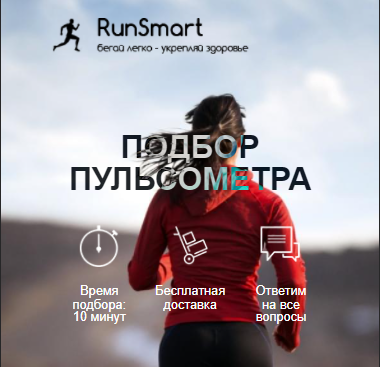 RunSmart
бегай легко - укрепляй здоровье
ПОДБОР
ПУЛЬСОМЕТРА
Время
подбора:
10 минут
Бесплатная
доставка
Ответим
на все
вопросы